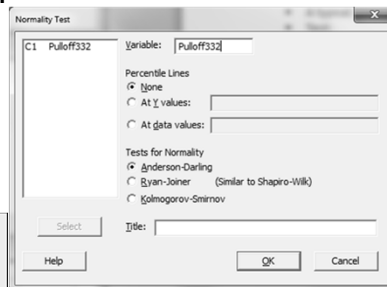 Normality Test
C1 Pulloff332
Variable: Pulloff332
Percentile Lines
None
At Y values:
At data values:
Tests for Normality
Anderson-Darling
Ryan-Joiner (Similar to Shapiro-Wilk)
Kolmogorov-Smirnov
Select
Title:
Help
OK
Cancel